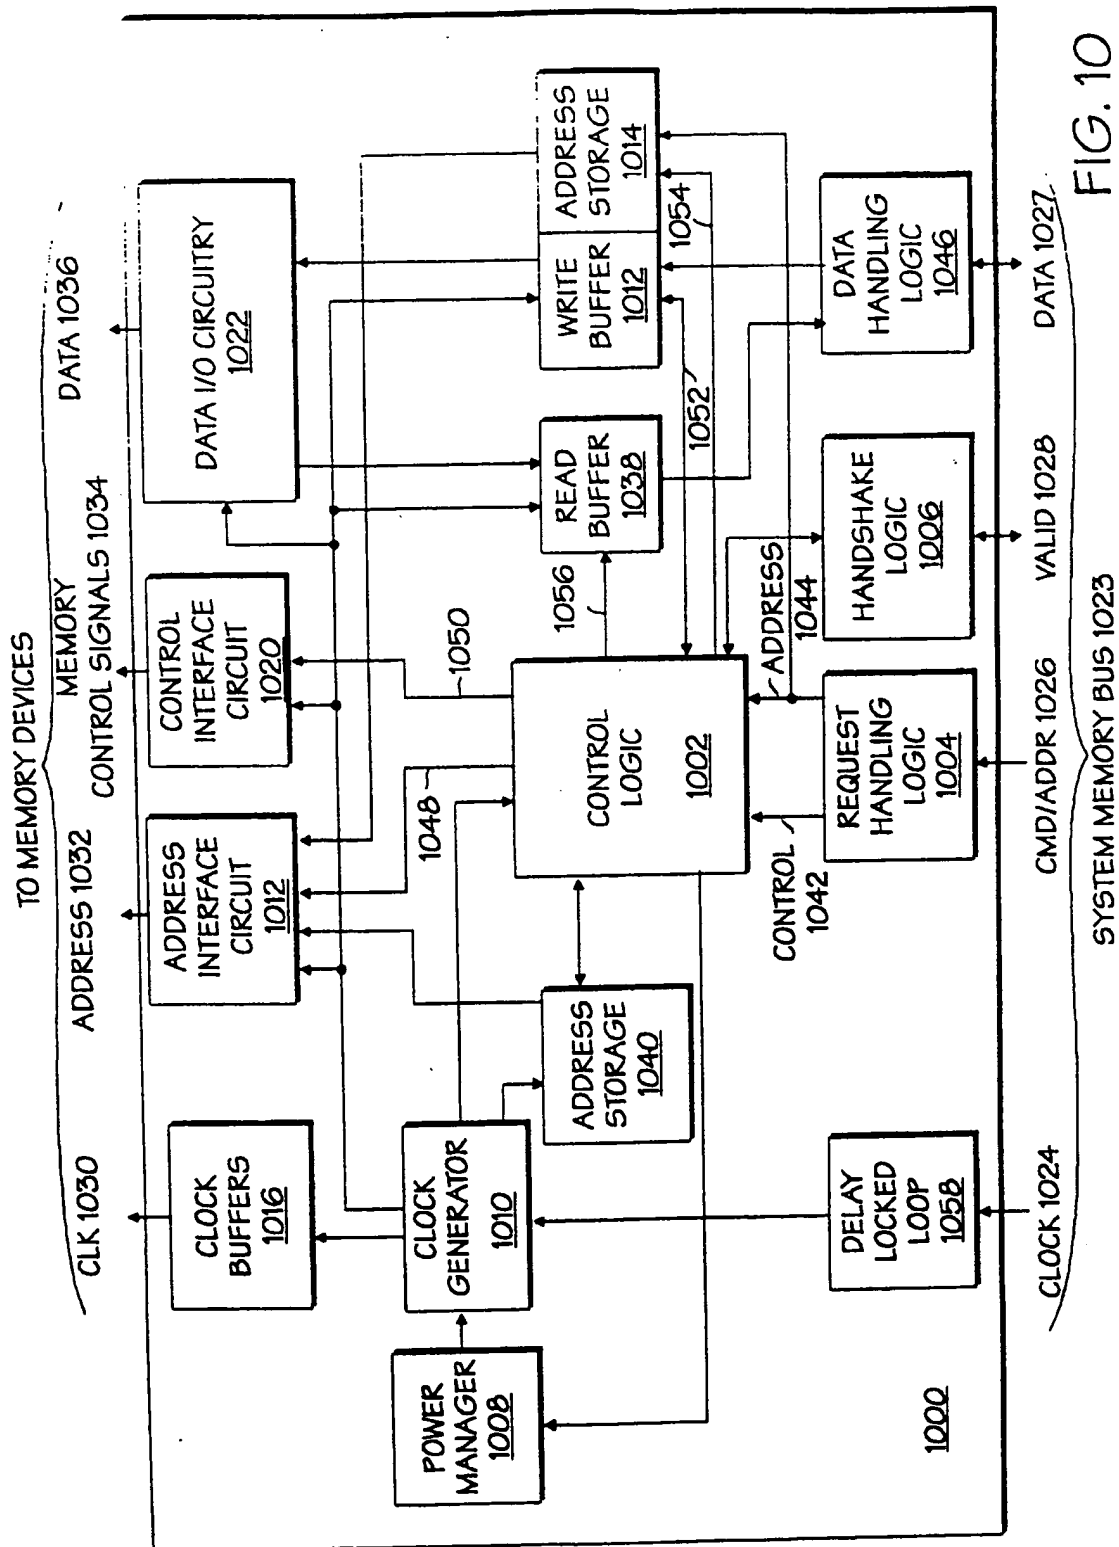 TO MEMORY DEVICES
CLK 1030
ADDRESS 1032
MEMORY
CONTROL SIGNALS 1034
DATA 1036
CLOCK
BUFFERS
1016
ADDRESS
INTERFACE
CIRCUIT
1012
CONTROL
INTERFACE
CIRCUIT
1020
DATA I/O CIRCUITRY
1022
POWER
MANAGER
1008
CLOCK
GENERATOR
1010
1048
1050
1056
READ
BUFFER
1038
WRITE
BUFFER
1012
ADDRESS
STORAGE
1014
ADDRESS
STORAGE
1040
CONTROL
LOGIC
1002
1052
1054
CONTROL
1042
ADDRESS
1044
DELAY
LOCKED
LOOP
1058
REQUEST
HANDLING
LOGIC
1004
HANDSHAKE
LOGIC
1006
DATA
HANDLING
LOGIC
1046
1000
CLOCK 1024
CMD/ADDR 1026
VALID 1028
DATA 1027
SYSTEM MEMORY BUS 1023
FIG. 10